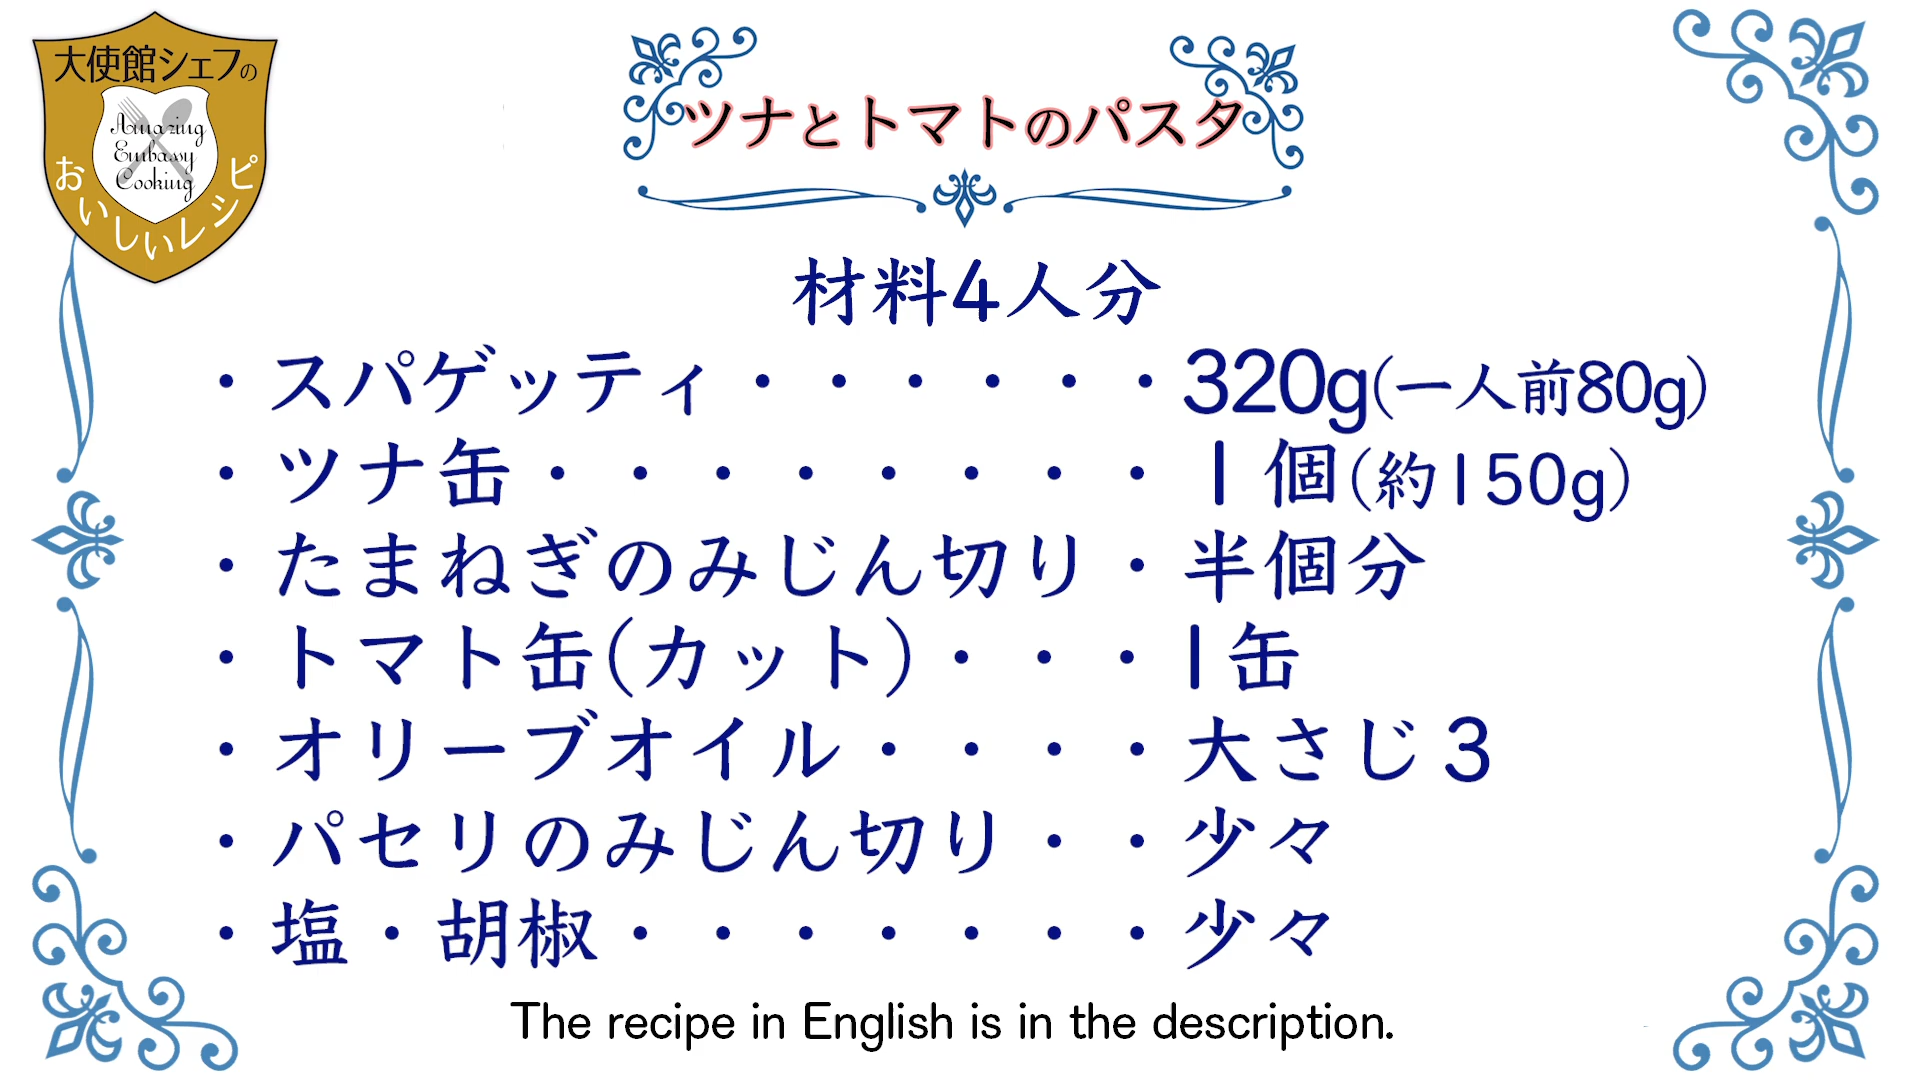 大使館シェフの
Amazing
Embassy
Cooking
おいしいレシピ
ツナとトマトのパスタ
材料4人分
・スパゲッティ・・・・・・320g(一人前80g)
・ツナ缶・・・・・・・・1個(約150g)
・たまねぎのみじん切り・半個分
・トマト缶(カット)・・・1缶
・オリーブオイル・・・・大さじ3
・パセリのみじん切り・・少々
・塩・胡椒・・・・・・・少々
The recipe in English is in the description.